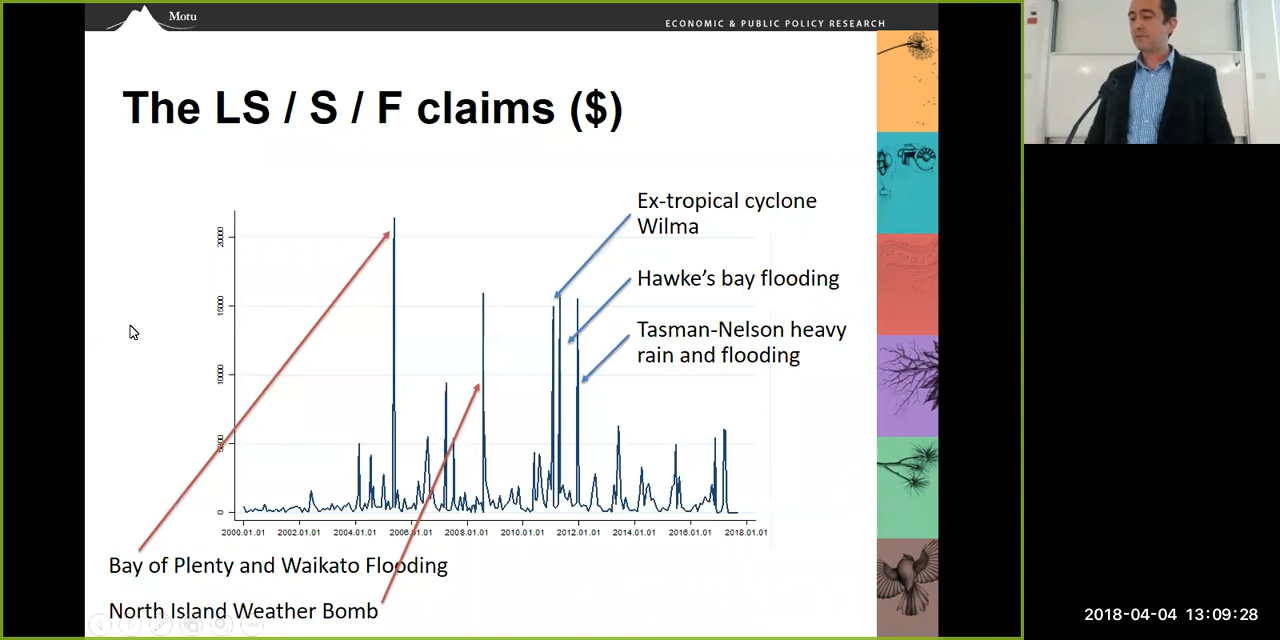 Motu
ECONOMIC & PUBLIC POLICY RESEARCH
The LS / S / F claims ($)
Ex-tropical cyclone
Wilma
Hawke's bay flooding
Tasman-Nelson heavy
rain and flooding
20000
15000
10000
5000
0
2000.01.01 2002.01.01 2004.01.01 2006.01.01 2008.01.01 2010.01.01 2012.01.01 2014.01.01 2016.01.01 2018.01.01
Bay of Plenty and Waikato Flooding
North Island Weather Bomb
2018-04-04 13:09:28